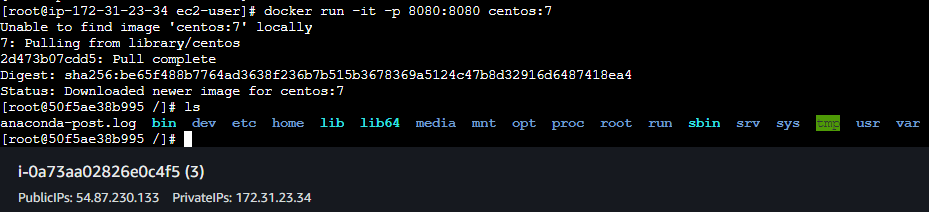 [root@ip-172-31-23-34 ec2-user]# docker run -it -p 8080:8080 centos:7
Unable to find image 'centos:7' locally
7: Pulling from library/centos
2d473b07cdd5: Pull complete
Digest: sha256:be65f488b7764ad3638f236b7b515b3678369a5124c47b8d32916d6487418ea4
Status: Downloaded newer image for centos:7
[root@50f5ae38b995 /]# ls
anaconda-post.log bin dev etc home lib lib64 media mnt opt proc root run sbin srv sys tmp usr var
[root@50f5ae38b995 /]#
i-0a73aa02826e0c4f5 (3)
PublicIPs: 54.87.230.133 PrivateIPs: 172.31.23.34